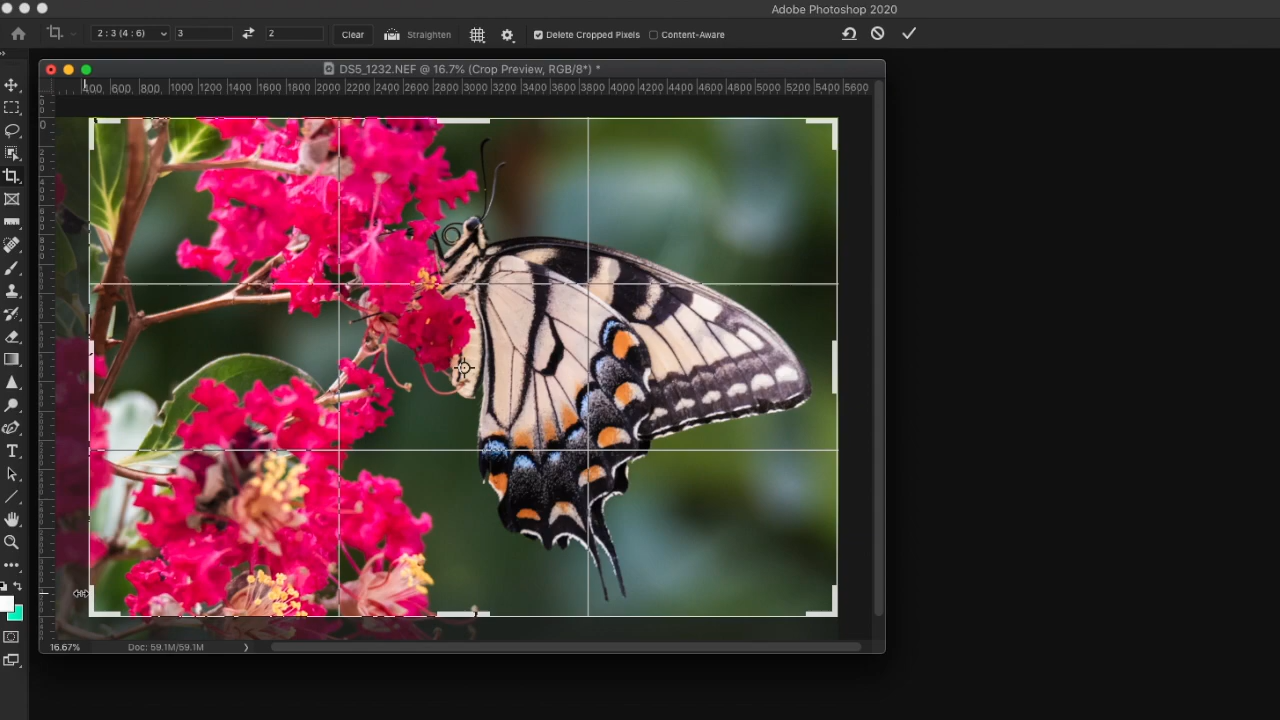 Adobe Photoshop 2020
2 : 3 (4 : 6) 3 2 Clear Straighten Delete Cropped Pixels Content-Aware
DS5_1232.NEF @ 16.7% (Crop Preview, RGB/8*) *
400 600 800 1000 1200 1400 1600 1800 2000 2200 2400 2600 2800 3000 3200 3400 3600 3800 4000 4200 4400 4600 4800 5000 5200 5400 5600
16.67% Doc: 59.1M/59.1M